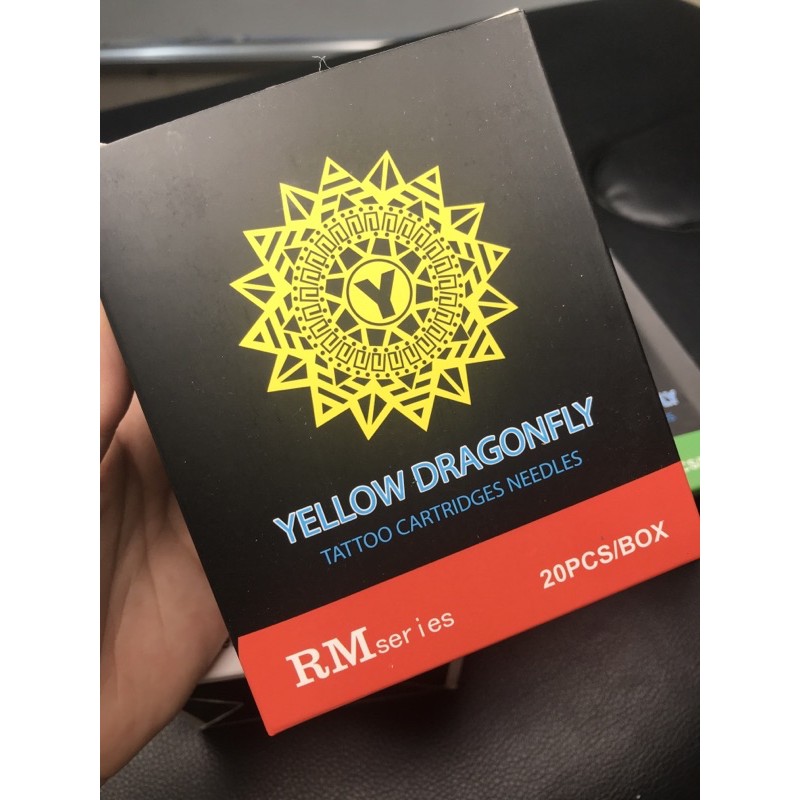 Y
YELLOW DRAGONFLY
TATTOO CARTRIDGES NEEDLES
20PCS/BOX
RMseries